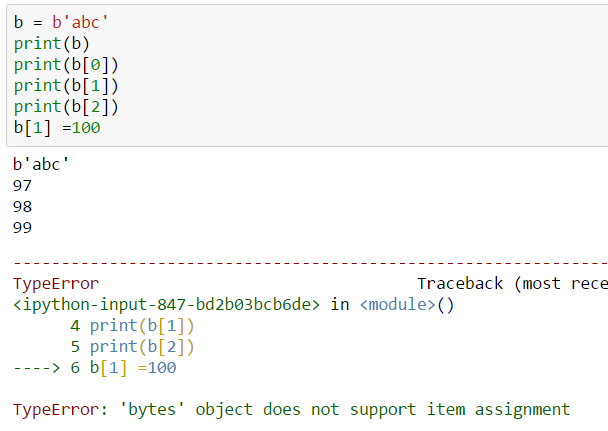 b = b'abc'
print(b)
print(b[0])
print(b[1])
print(b[2])
b[1] =100
b'abc'
97
98
99
---------------------------------------------------------------
TypeError Traceback (most rece
<ipython-input-847-bd2b03bcb6de> in <module>()
4 print(b[1])
5 print(b[2])
----> 6 b[1] =100
TypeError: 'bytes' object does not support item assignment